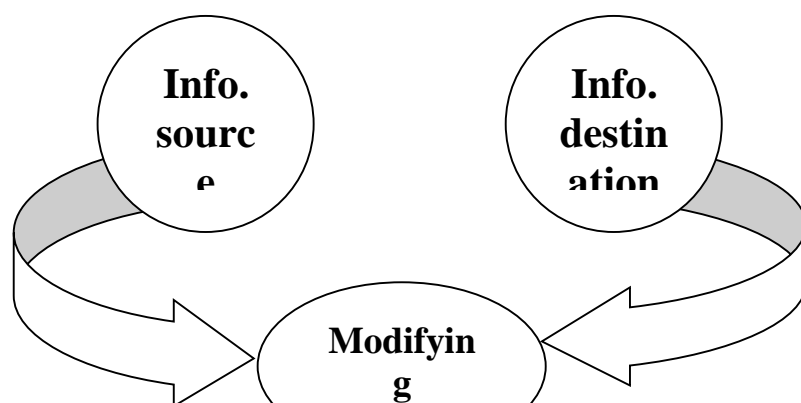 Info.
sourc
e
Info.
destin
ation
Modifyin
g